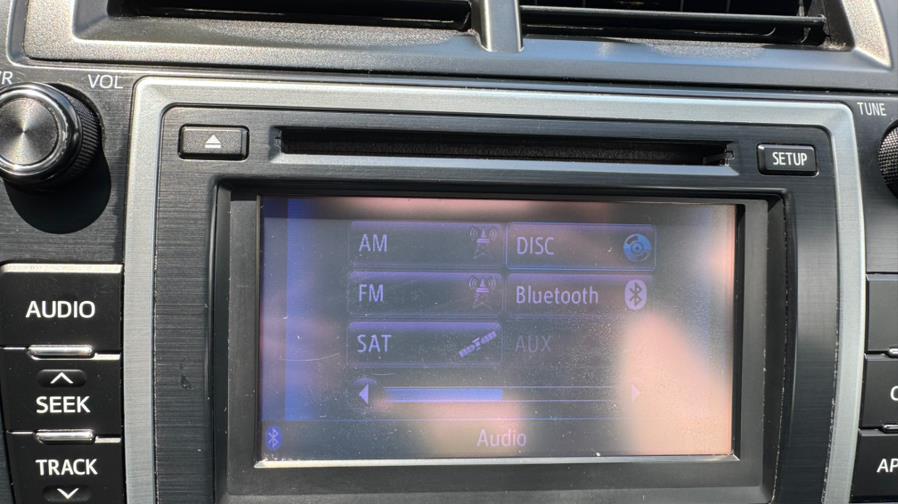 VOL
TUNE
SETUP
AM
DISC
FM
Bluetooth
SAT
AUX
Audio
AUDIO
SEEK
TRACK